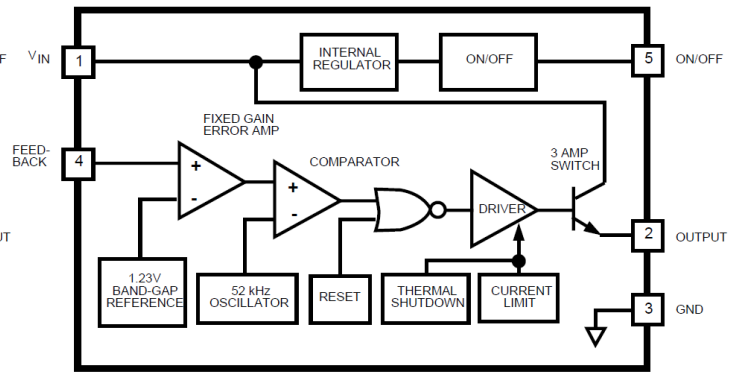 F
VIN
1
INTERNAL
REGULATOR
ON/OFF
5
ON/OFF
FIXED GAIN
ERROR AMP
FEED-
BACK
4
+
-
COMPARATOR
+
-
3 AMP
SWITCH
DRIVER
UT
2
OUTPUT
1.23V
BAND-GAP
REFERENCE
52 kHz
OSCILLATOR
RESET
THERMAL
SHUTDOWN
CURRENT
LIMIT
3
GND